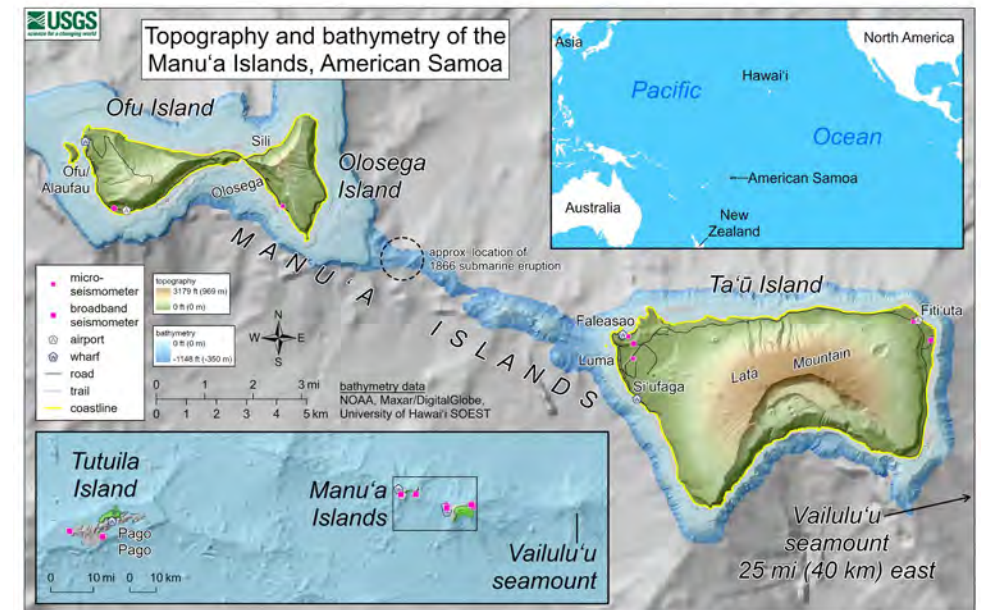 USGS
science for a changing world
Topography and bathymetry of the
Manuʻa Islands, American Samoa
Asia
North America
Hawaiʻi
Pacific
Ocean
American Samoa
Australia
New
Zealand
Ofu Island
Sili
Ofu/
Alaufau
Olosega
Olosega
Island
MANUʻA ISLANDS
approx. location of
1866 submarine eruption
Taʻū Island
Faleasao
Fitiʻuta
Luma
Siʻufaga
Lata Mountain
micro-
seismometer
broadband
seismometer
airport
wharf
road
trail
coastline
topography
3179 ft (969 m)
0 ft (0 m)
bathymetry
0 ft (0 m)
-1148 ft (-350 m)
N
W E
S
0 1 2 3 mi
0 1 2 3 4 5 km
bathymetry data
NOAA, Maxar/DigitalGlobe,
University of Hawaiʻi SOEST
Tutuila
Island
Pago
Pago
0 10 mi 0 10 km
Manuʻa
Islands
Vailuluʻu
seamount
Vailuluʻu
seamount
25 mi (40 km) east